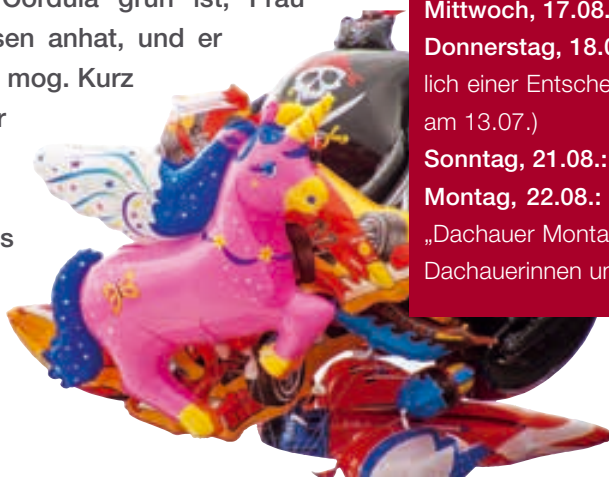 Cordula grün ist, Frau
sen anhat, und er
mog. Kurz
r
s
Mittwoch, 17.08.
Donnerstag, 18.0
lich einer Entsche
am 13.07.)
Sonntag, 21.08.:
Montag, 22.08.:
„Dachauer Monta
Dachauerinnen un